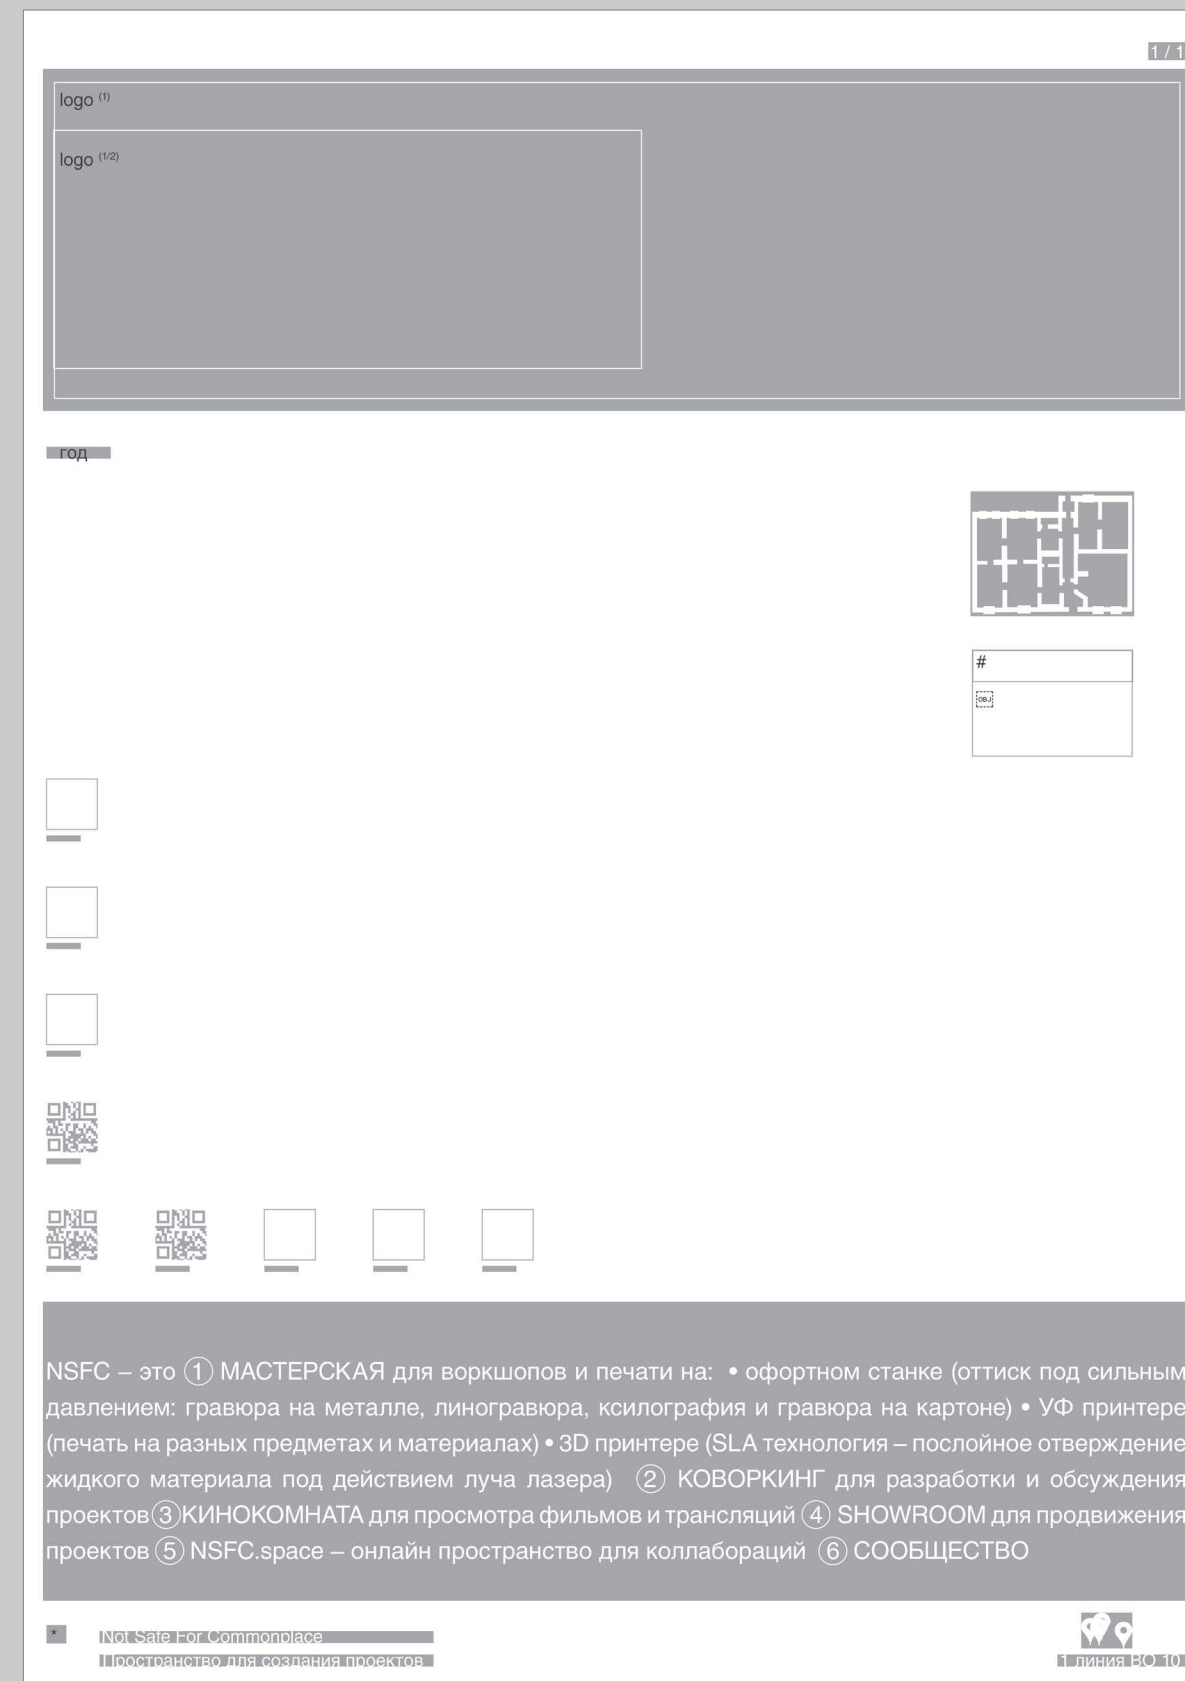 1 / 1
logo (1)
logo (1/2)
год
#
OBJ
NSFC – это ① МАСТЕРСКАЯ для воркшопов и печати на: • офортном станке (оттиск под сильным
давлением: гравюра на металле, линогравюра, ксилография и гравюра на картоне) • УФ принтере
(печать на разных предметах и материалах) • 3D принтере (SLA технология – послойное отверждение
жидкого материала под действием луча лазера) ② КОВОРКИНГ для разработки и обсуждения
проектов③КИНОКОМНАТА для просмотра фильмов и трансляций ④ SHOWROOM для продвижения
проектов ⑤ NSFC.space – онлайн пространство для коллабораций ⑥ СООБЩЕСТВО
* Not Safe For Commonplace
Пространство для создания проектов
1 линия ВО 10